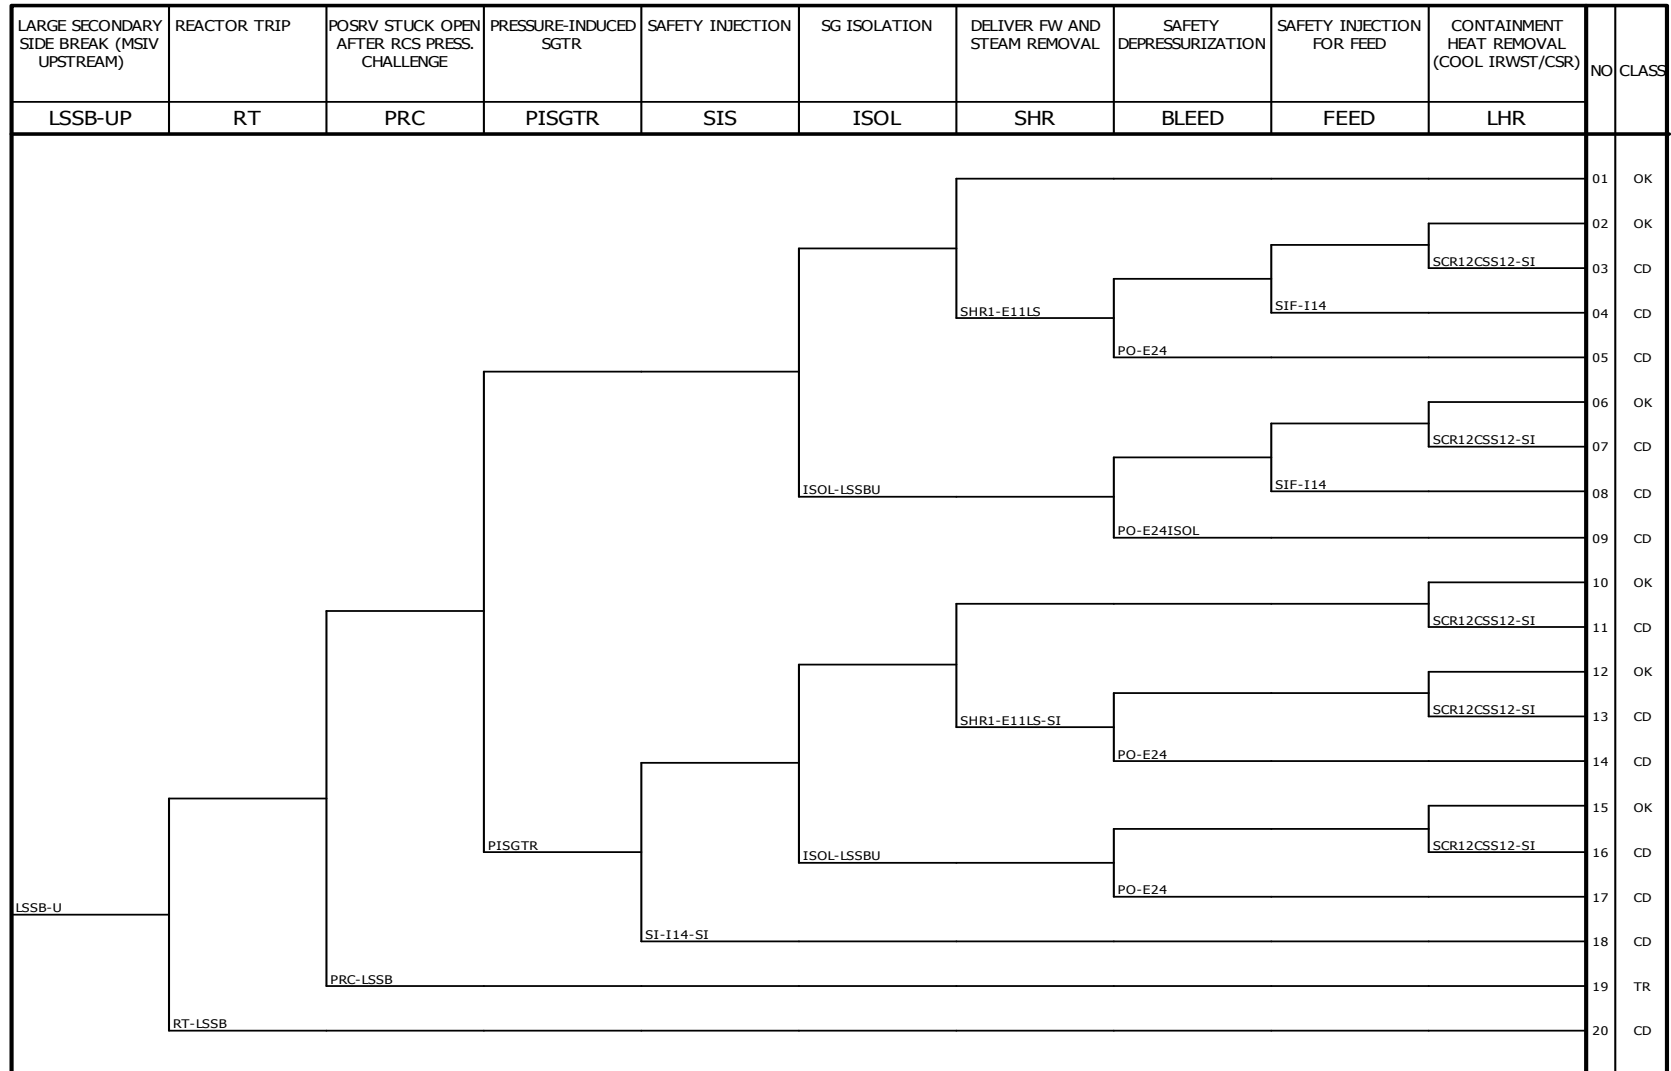 LARGE SECONDARY
SIDE BREAK (MSIV
UPSTREAM)
REACTOR TRIP
POSRV STUCK OPEN
AFTER RCS PRESS.
CHALLENGE
PRESSURE-INDUCED
SGTR
SAFETY INJECTION
SG ISOLATION
DELIVER FW AND
STEAM REMOVAL
SAFETY
DEPRESSURIZATION
SAFETY INJECTION
FOR FEED
CONTAINMENT
HEAT REMOVAL
(COOL IRWST/CSR)
NO CLASS
LSSB-UP RT PRC PISGTR SIS ISOL SHR BLEED FEED LHR
01 OK
02 OK
SCR12CSS12-SI
03 CD
SHR1-E11LS
SIF-I14
04 CD
PO-E24
05 CD
06 OK
SCR12CSS12-SI
07 CD
ISOL-LSSBU
SIF-I14
08 CD
PO-E24ISOL
09 CD
10 OK
SCR12CSS12-SI
11 CD
12 OK
SHR1-E11LS-SI
SCR12CSS12-SI
13 CD
PO-E24
14 CD
15 OK
PISGTR
ISOL-LSSBU
SCR12CSS12-SI
16 CD
PO-E24
17 CD
LSSB-U
SI-I14-SI
18 CD
PRC-LSSB
19 TR
RT-LSSB
20 CD